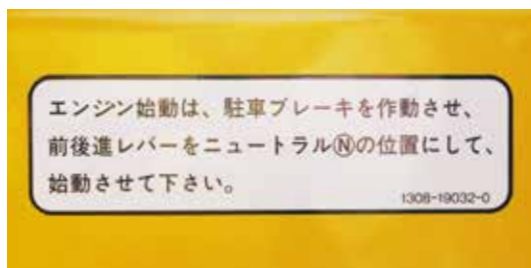 エンジン始動は、駐車ブレーキを作動させ、
前後進レバーをニュートラルⓃの位置にして、
始動させて下さい。
1308-19032-0